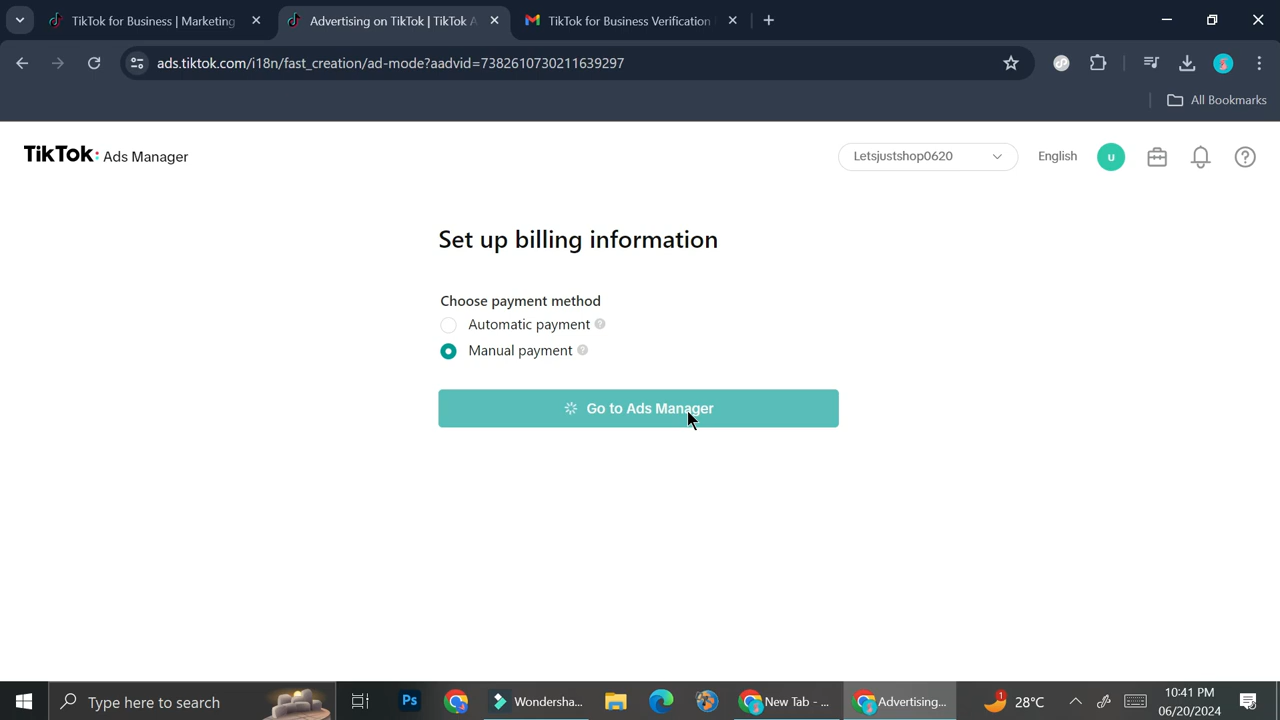 TikTok for Business | Marketing
Advertising on TikTok | TikTok A
TikTok for Business Verification
ads.tiktok.com/i18n/fast_creation/ad-mode?aadvid=7382610730211639297
All Bookmarks
TikTok: Ads Manager
Letsjustshop0620
English
u
Set up billing information
Choose payment method
Automatic payment ?
Manual payment ?
Go to Ads Manager
Type here to search
Ps
Wondersha...
New Tab - ...
Advertising...
1
28°C
10:41 PM
06/20/2024